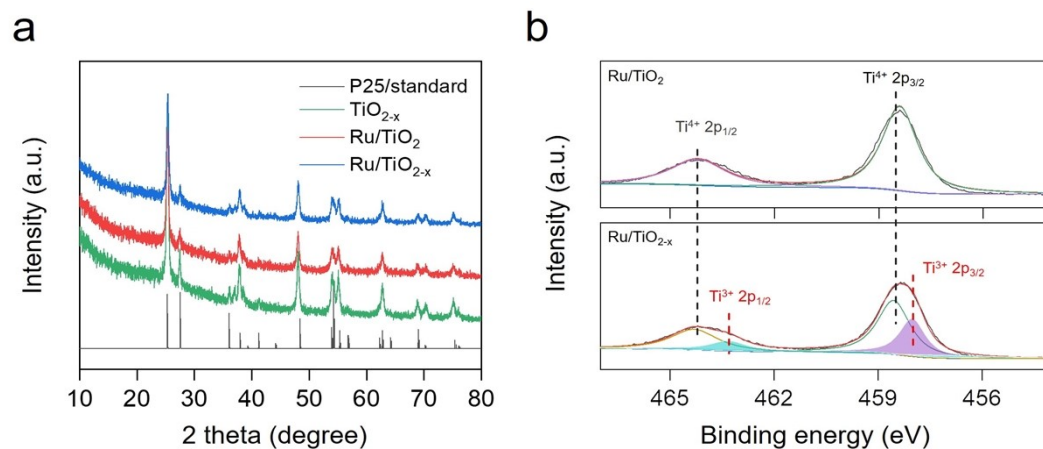 a
P25/standard
TiO2-x
Ru/TiO2
Ru/TiO2-x
Intensity (a.u.)
10 20 30 40 50 60 70 80
2 theta (degree)
b
Ru/TiO2
Ti4+ 2p3/2
Ti4+ 2p1/2
Ru/TiO2-x
Ti3+ 2p1/2
Ti3+ 2p3/2
Intensity (a.u.)
465 462 459 456
Binding energy (eV)